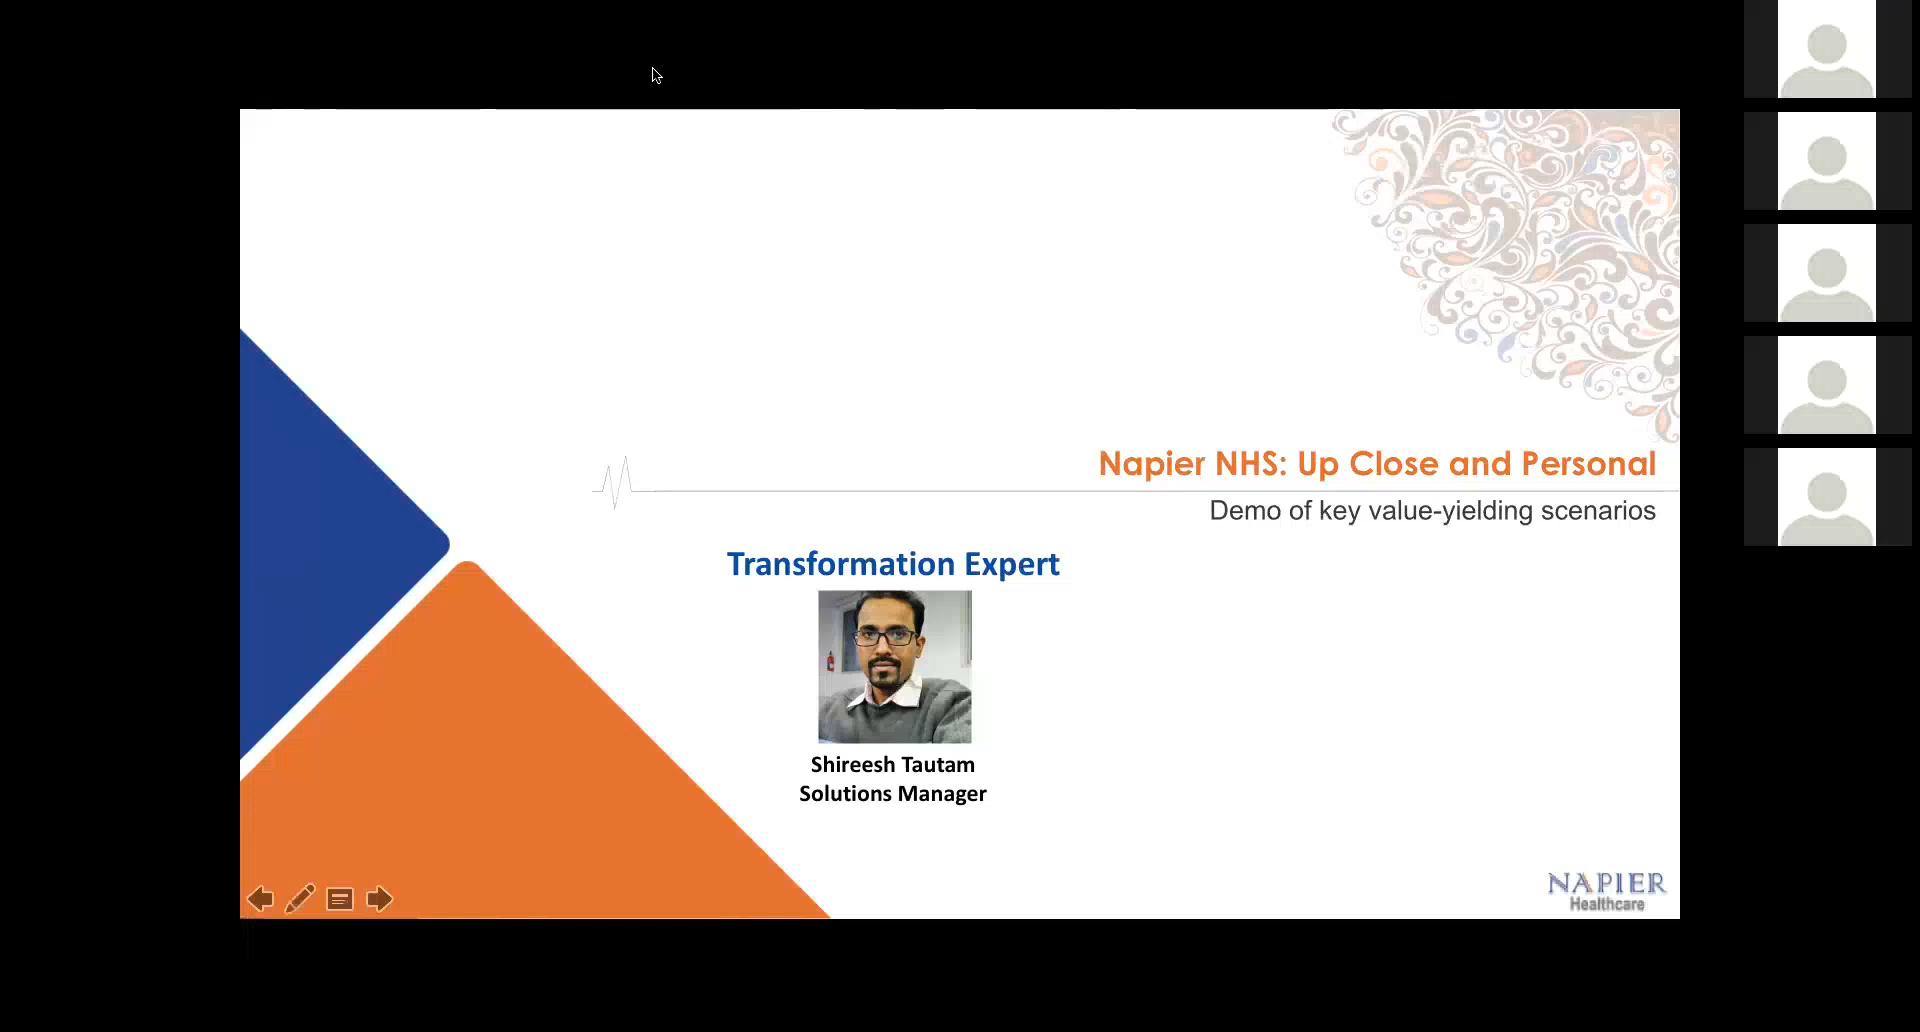 Napier NHS: Up Close and Personal
Demo of key value-yielding scenarios
Transformation Expert
Shireesh Tautam
Solutions Manager
NAPIER
Healthcare